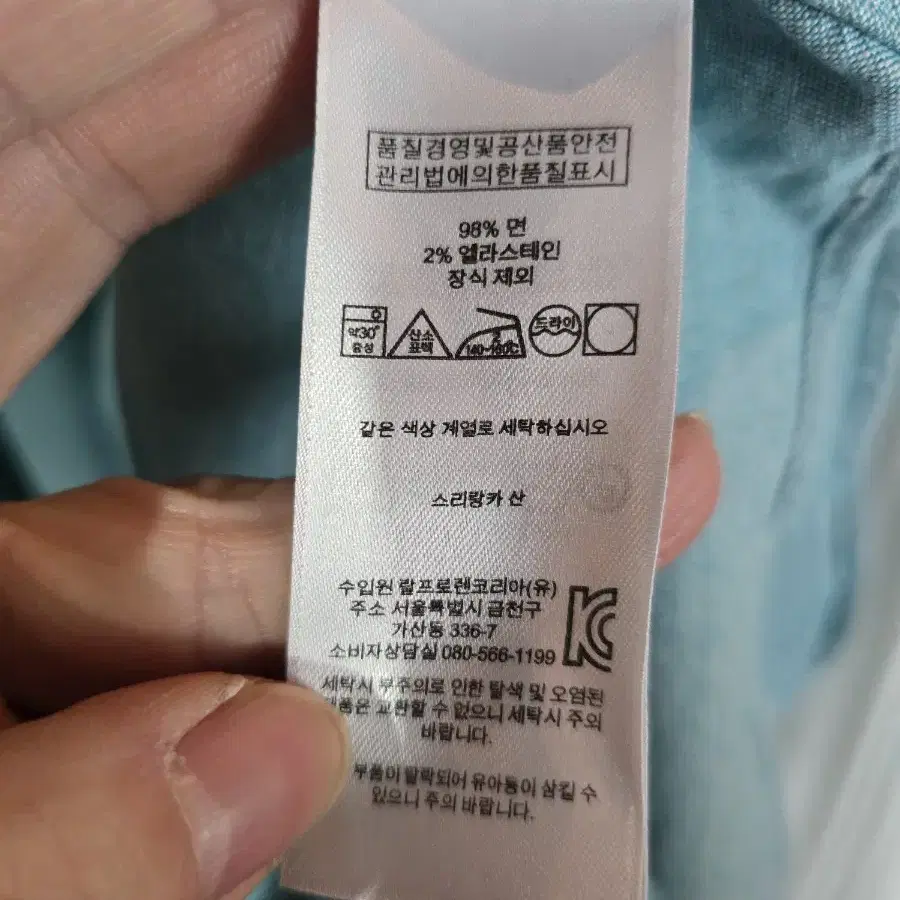 품질경영및공산품안전
관리법에의한품질표시
98% 면
2% 엘라스테인
장식 제외
약30°
중성
산소
표백
2
140~160°C
드라이
같은 색상 계열로 세탁하십시오
스리랑카 산
수입원 랄프로렌코리아(유)
주소 서울특별시 금천구
가산동 336-7
소비자상담실 080-566-1199
세탁시 부주의로 인한 탈색 및 오염된
제품은 교환할 수 없으니 세탁시 주의
바랍니다.
부품이 탈락되어 유아등이 삼킬 수
있으니 주의 바랍니다.